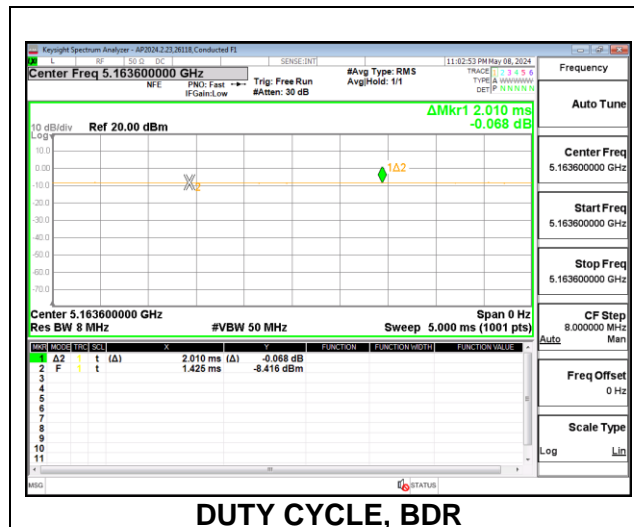 Keysight Spectrum Analyzer - AP2024.2.23,26118,Conducted F1
L RF 50 Ω DC SENSE:INT 11:02:53 PM May 08, 2024
Center Freq 5.163600000 GHz
NFE PNO: Fast Trig: Free Run #Avg Type: RMS TRACE 1 2 3 4 5 6
IFGain:Low #Atten: 30 dB Avg|Hold: 1/1 TYPE A WWWWW
DET P N N N N N
ΔMkr1 2.010 ms
-0.068 dB
10 dB/div Ref 20.00 dBm
Log
10.0
0.00
-10.0
-20.0
-30.0
-40.0
-50.0
-60.0
-70.0
X2
1Δ2
Center 5.163600000 GHz Span 0 Hz
Res BW 8 MHz #VBW 50 MHz Sweep 5.000 ms (1001 pts)
MKR MODE TRC SCL X Y FUNCTION FUNCTION WIDTH FUNCTION VALUE
1 Δ2 1 t (Δ) 2.010 ms (Δ) -0.068 dB
2 F 1 t 1.425 ms -8.416 dBm
3
4
5
6
7
8
9
10
11
MSG STATUS
Frequency
Auto Tune
Center Freq
5.163600000 GHz
Start Freq
5.163600000 GHz
Stop Freq
5.163600000 GHz
CF Step
8.000000 MHz
Auto Man
Freq Offset
0 Hz
Scale Type
Log Lin
DUTY CYCLE, BDR